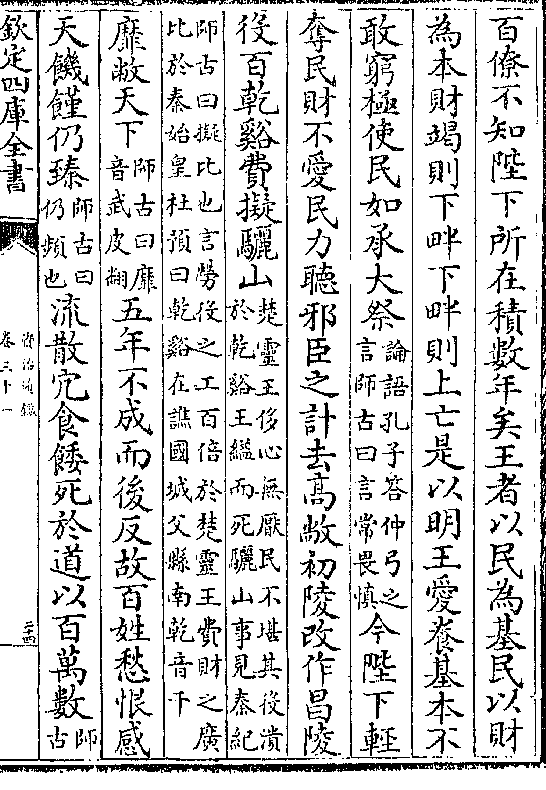 百僚不知陛下所在積數年矣王者以民為基民以財
為本財竭則下畔下畔則上亡是以明王愛養基本不
敢窮極使民如承大祭論語孔子答仲弓之言師古曰言常畏慎今陛下輕
奪民財不愛民力聽邪臣之計去髙敞初陵改作昌陵
役百乾谿費擬驪山楚靈王侈心無厭民不堪其役潰於乾谿王縊而死驪山事見秦紀
師古曰擬比也言勞役之工百倍於楚靈王費財之廣比於秦始皇杜預曰乾谿在譙國城父縣南乾音干
靡敝天下師古曰靡音武皮翻五年不成而後反故百姓愁恨感
天饑饉仍臻師古曰仍頻也流散宂食餧死於道以百萬數師古
欽定四庫全書
資治通鑑
卷三十一
二十四